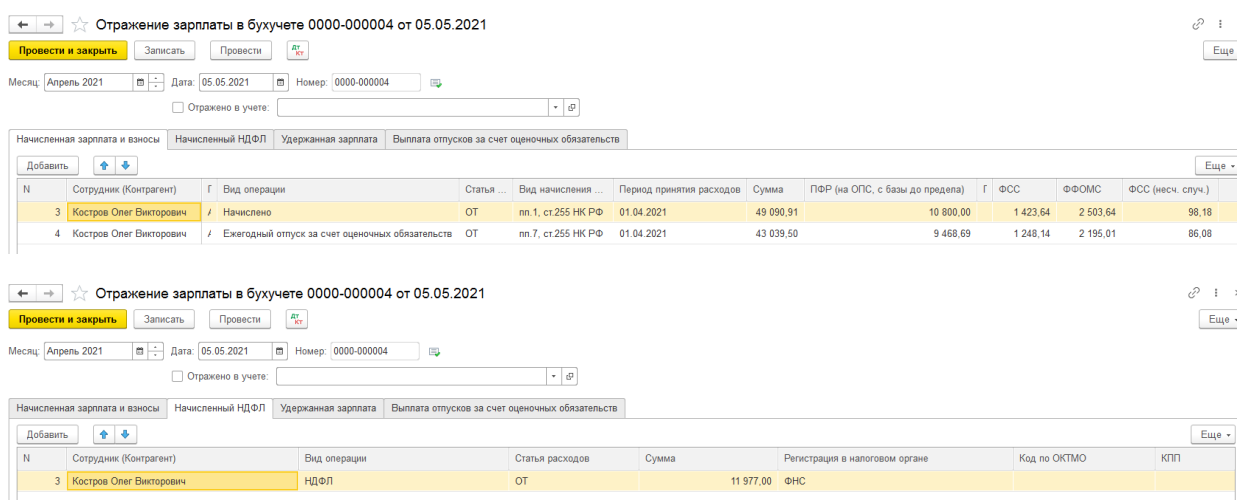 Отражение зарплаты в бухучете 0000-000004 от 05.05.2021
Провести и закрыть Записать Провести Дт Кт Еще
Месяц: Апрель 2021 Дата: 05.05.2021 Номер: 0000-000004
Отражено в учете:
Начисленная зарплата и взносы Начисленный НДФЛ Удержанная зарплата Выплата отпусков за счет оценочных обязательств
Добавить Еще
N Сотрудник (Контрагент) Вид операции Статья ... Вид начисления ... Период принятия расходов Сумма ПФР (на ОПС, с базы до предела) ФСС ФФОМС ФСС (несч. случ.)
3 Костров Олег Викторович Начислено ОТ пп.1, ст.255 НК РФ 01.04.2021 49 090,91 10 800,00 1 423,64 2 503,64 98,18
4 Костров Олег Викторович Ежегодный отпуск за счет оценочных обязательств ОТ пп.7, ст.255 НК РФ 01.04.2021 43 039,50 9 468,69 1 248,14 2 195,01 86,08
Отражение зарплаты в бухучете 0000-000004 от 05.05.2021
Провести и закрыть Записать Провести Дт Кт Еще
Месяц: Апрель 2021 Дата: 05.05.2021 Номер: 0000-000004
Отражено в учете:
Начисленная зарплата и взносы Начисленный НДФЛ Удержанная зарплата Выплата отпусков за счет оценочных обязательств
Добавить Еще
N Сотрудник (Контрагент) Вид операции Статья расходов Сумма Регистрация в налоговом органе Код по ОКТМО КПП
3 Костров Олег Викторович НДФЛ ОТ 11 977,00 ФНС